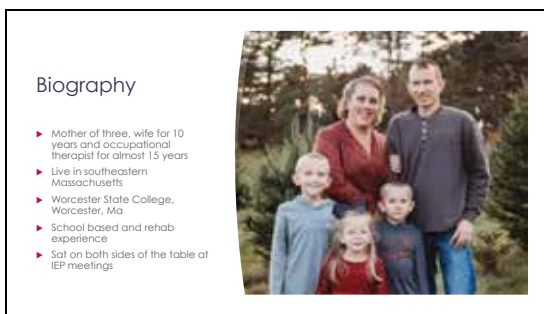 Biography
Mother of three, wife for 10
years and occupational
therapist for almost 15 years
Live in southeastern
Massachusetts
Worcester State College,
Worcester, Ma
School based and rehab
experience
Sat on both sides of the table at
IEP meetings